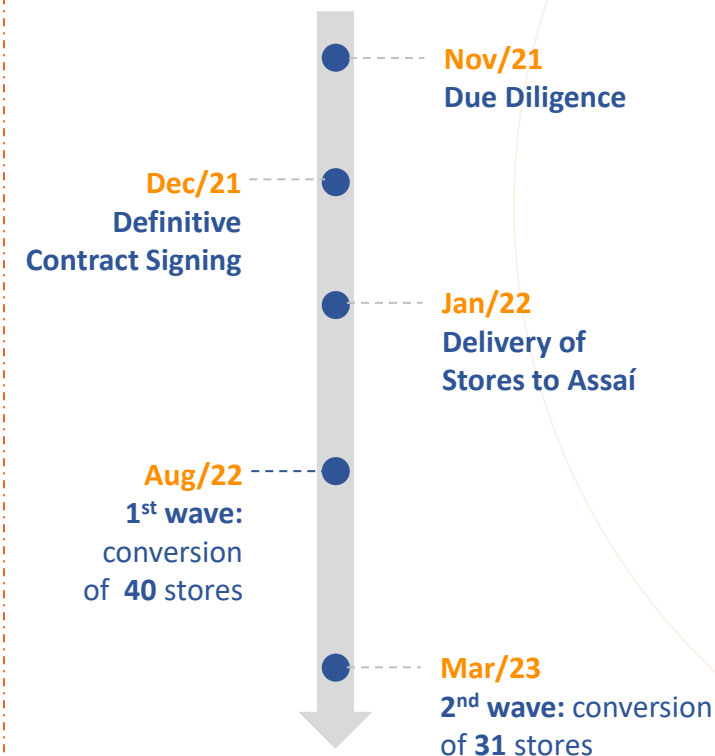 Nov/21
Due Diligence
Dec/21
Definitive
Contract Signing
Jan/22
Delivery of
Stores to Assaí
Aug/22
1st wave:
conversion
of 40 stores
Mar/23
2nd wave: conversion
of 31 stores